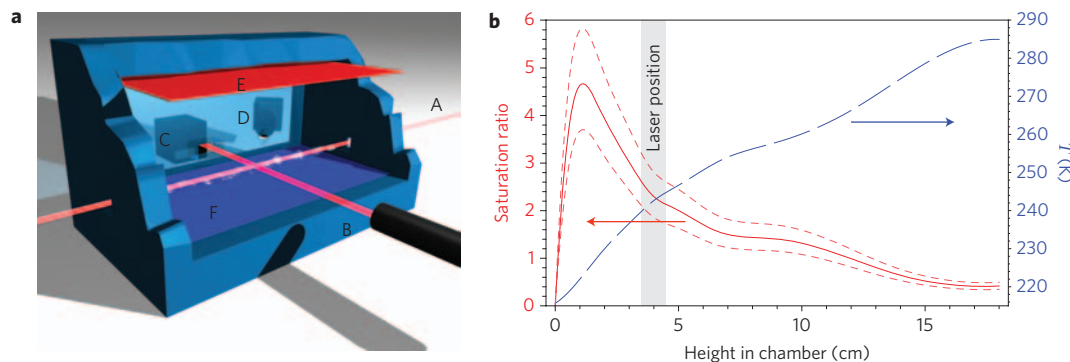 a
E
A
D
C
F
B
b
6
5
4
3
2
1
0
Saturation ratio
Laser position
290
280
270
260
250
240
230
220
T (K)
0
5
10
15
Height in chamber (cm)